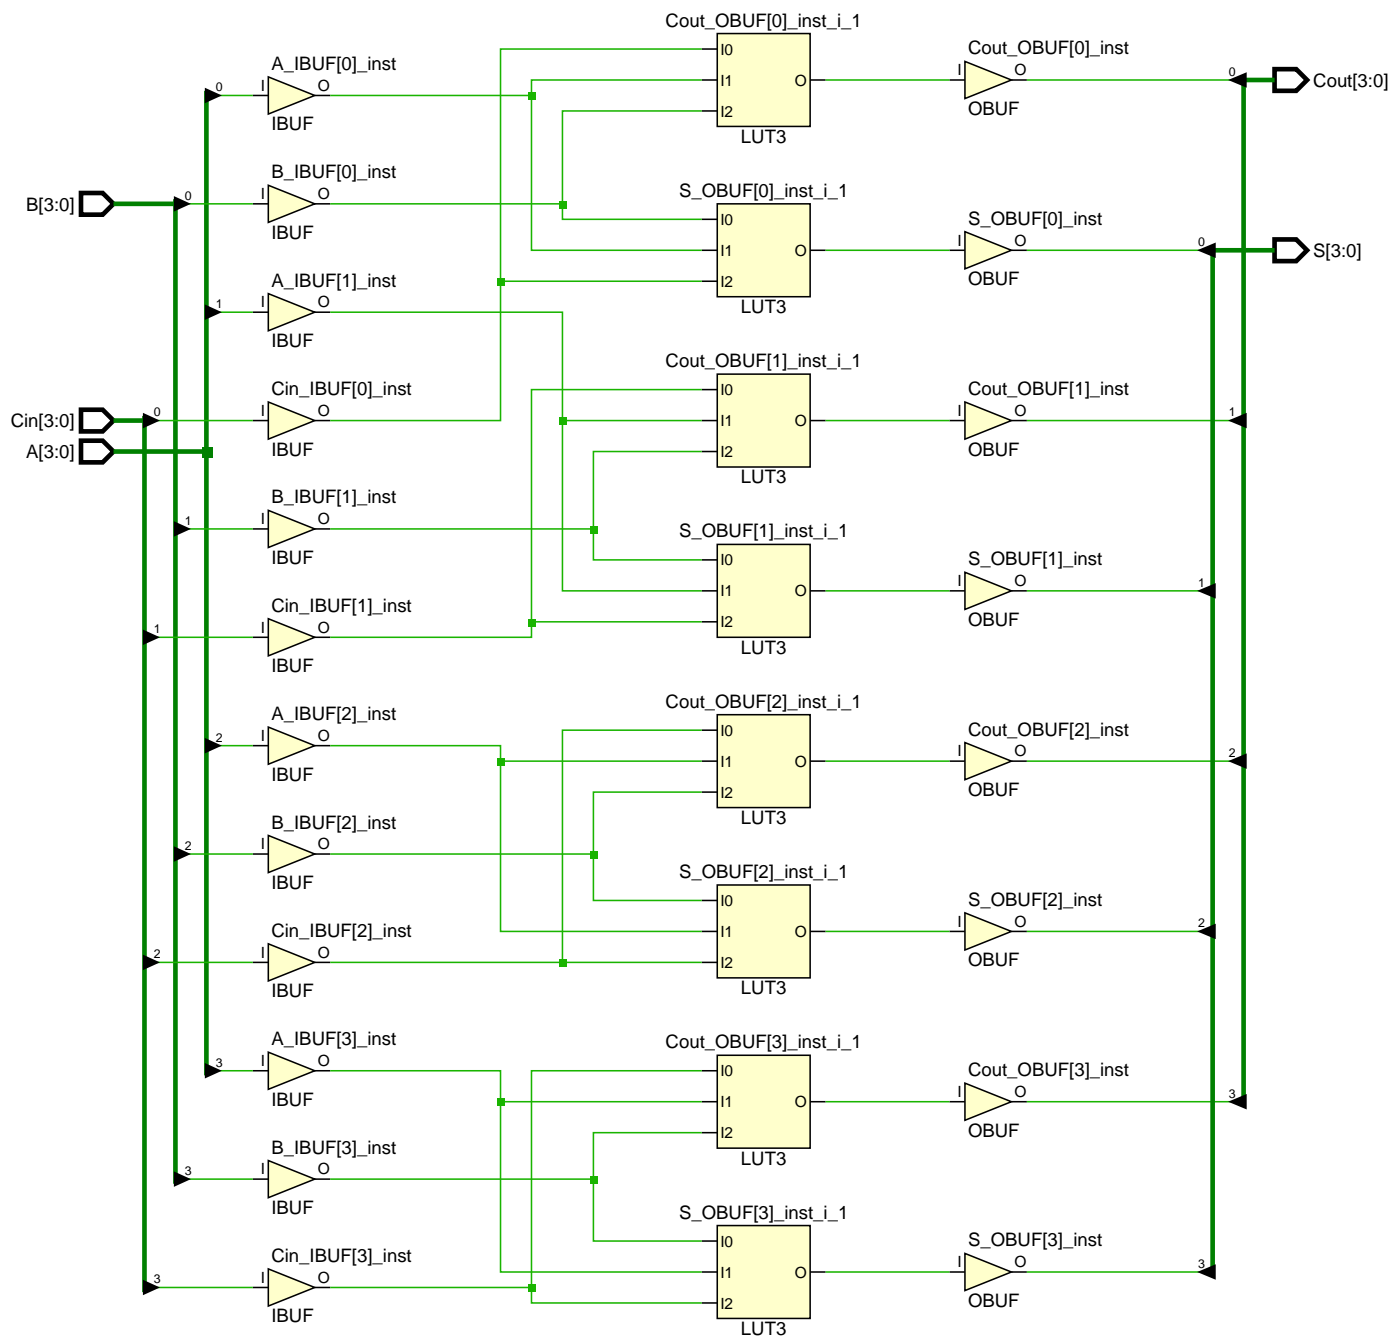 Cout_OBUF[0]_inst_i_1
I0
I1
I2
O
LUT3
Cout_OBUF[0]_inst
I
O
OBUF
0
Cout[3:0]
A_IBUF[0]_inst
0
I
O
IBUF
B_IBUF[0]_inst
B[3:0]
0
I
O
IBUF
S_OBUF[0]_inst_i_1
I0
I1
I2
O
LUT3
S_OBUF[0]_inst
I
O
OBUF
0
S[3:0]
A_IBUF[1]_inst
1
I
O
IBUF
Cin_IBUF[0]_inst
Cin[3:0]
0
I
O
IBUF
A[3:0]
Cout_OBUF[1]_inst_i_1
I0
I1
I2
O
LUT3
Cout_OBUF[1]_inst
I
O
OBUF
1
B_IBUF[1]_inst
1
I
O
IBUF
S_OBUF[1]_inst_i_1
I0
I1
I2
O
LUT3
S_OBUF[1]_inst
I
O
OBUF
1
Cin_IBUF[1]_inst
1
I
O
IBUF
A_IBUF[2]_inst
2
I
O
IBUF
Cout_OBUF[2]_inst_i_1
I0
I1
I2
O
LUT3
Cout_OBUF[2]_inst
I
O
OBUF
2
B_IBUF[2]_inst
2
I
O
IBUF
S_OBUF[2]_inst_i_1
I0
I1
I2
O
LUT3
S_OBUF[2]_inst
I
O
OBUF
2
Cin_IBUF[2]_inst
2
I
O
IBUF
A_IBUF[3]_inst
3
I
O
IBUF
Cout_OBUF[3]_inst_i_1
I0
I1
I2
O
LUT3
Cout_OBUF[3]_inst
I
O
OBUF
3
B_IBUF[3]_inst
3
I
O
IBUF
S_OBUF[3]_inst_i_1
I0
I1
I2
O
LUT3
S_OBUF[3]_inst
I
O
OBUF
3
Cin_IBUF[3]_inst
3
I
O
IBUF